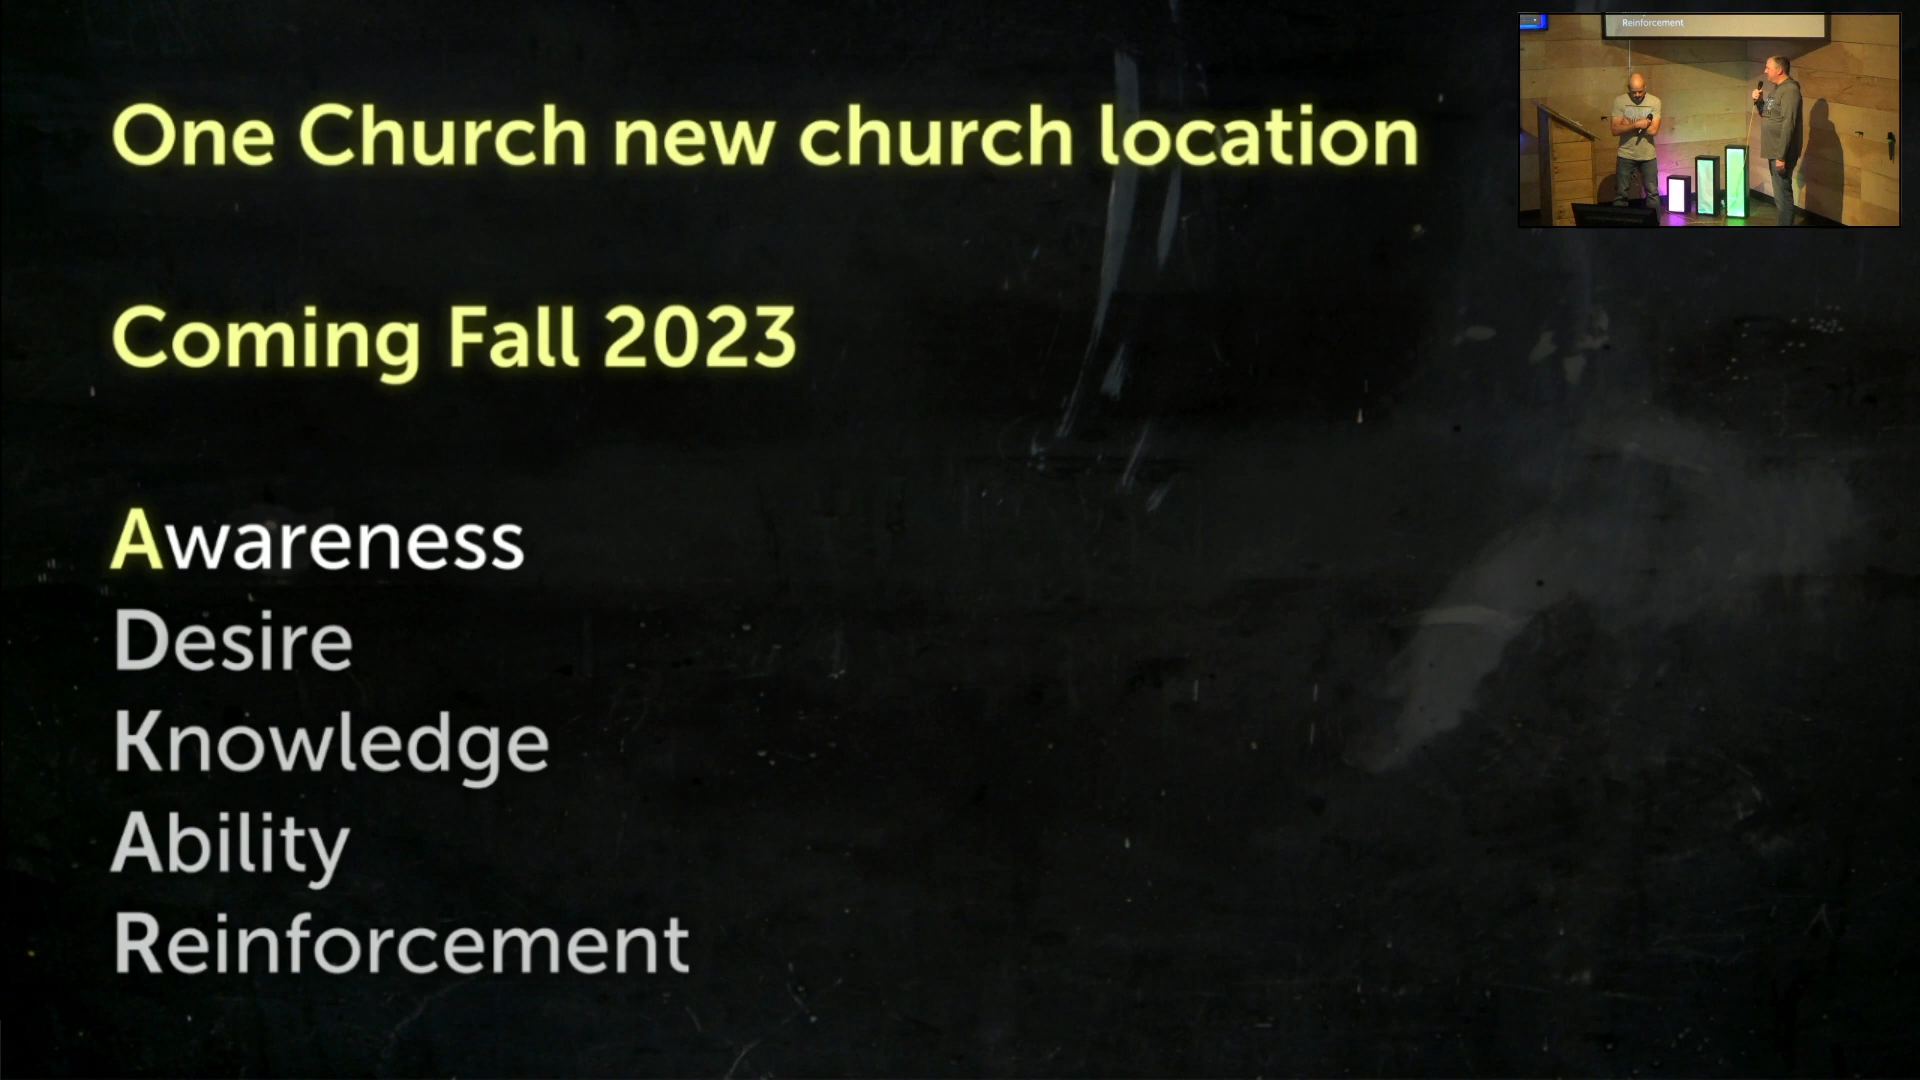 One Church new church location
Coming Fall 2023
Awareness
Desire
Knowledge
Ability
Reinforcement
Reinforcement